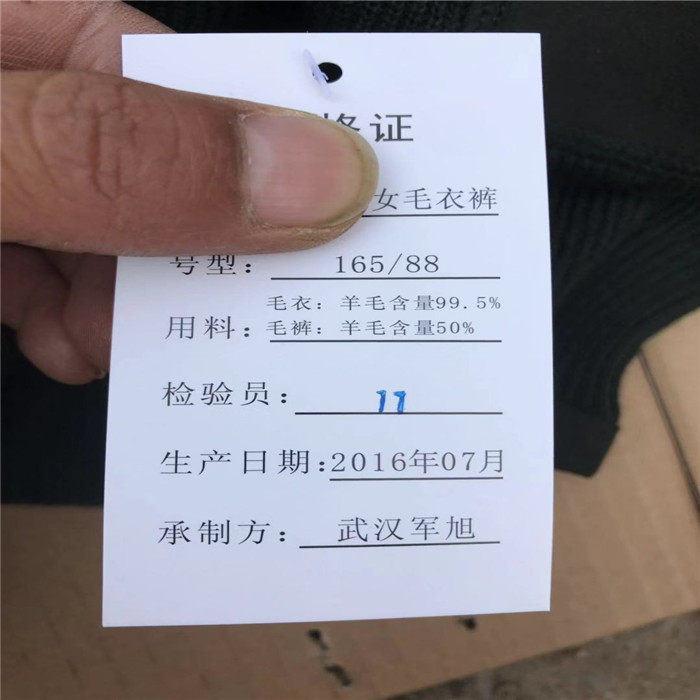 格证
女毛衣裤
号型: 165/88
毛衣: 羊毛含量99.5%
用料: 毛裤: 羊毛含量50%
检验员: 11
生产日期: 2016年07月
承制方: 武汉军旭